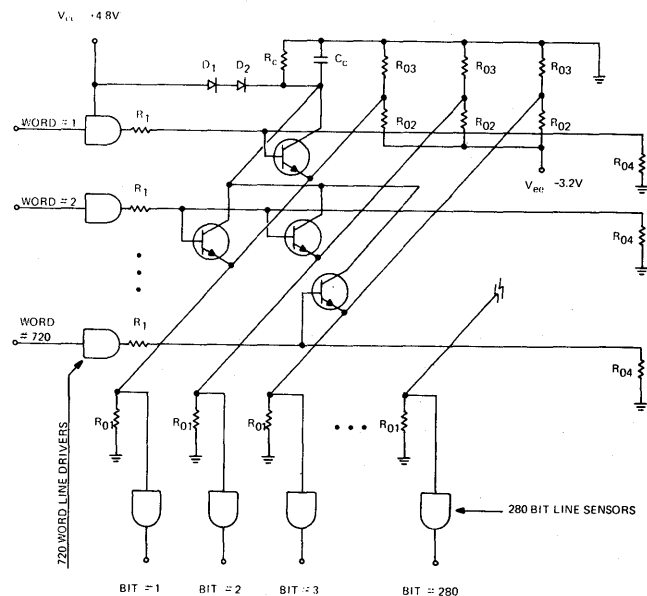 Vcc +4.8V
D1 D2
Rc
Cc
R03 R03 R03
R02 R02 R02
WORD #1
R1
R04
Vee -3.2V
WORD #2
R1
R04
WORD
#720
R1
R04
R01 R01 R01 R01
720 WORD LINE DRIVERS
280 BIT LINE SENSORS
BIT #1 BIT #2 BIT #3 BIT #280